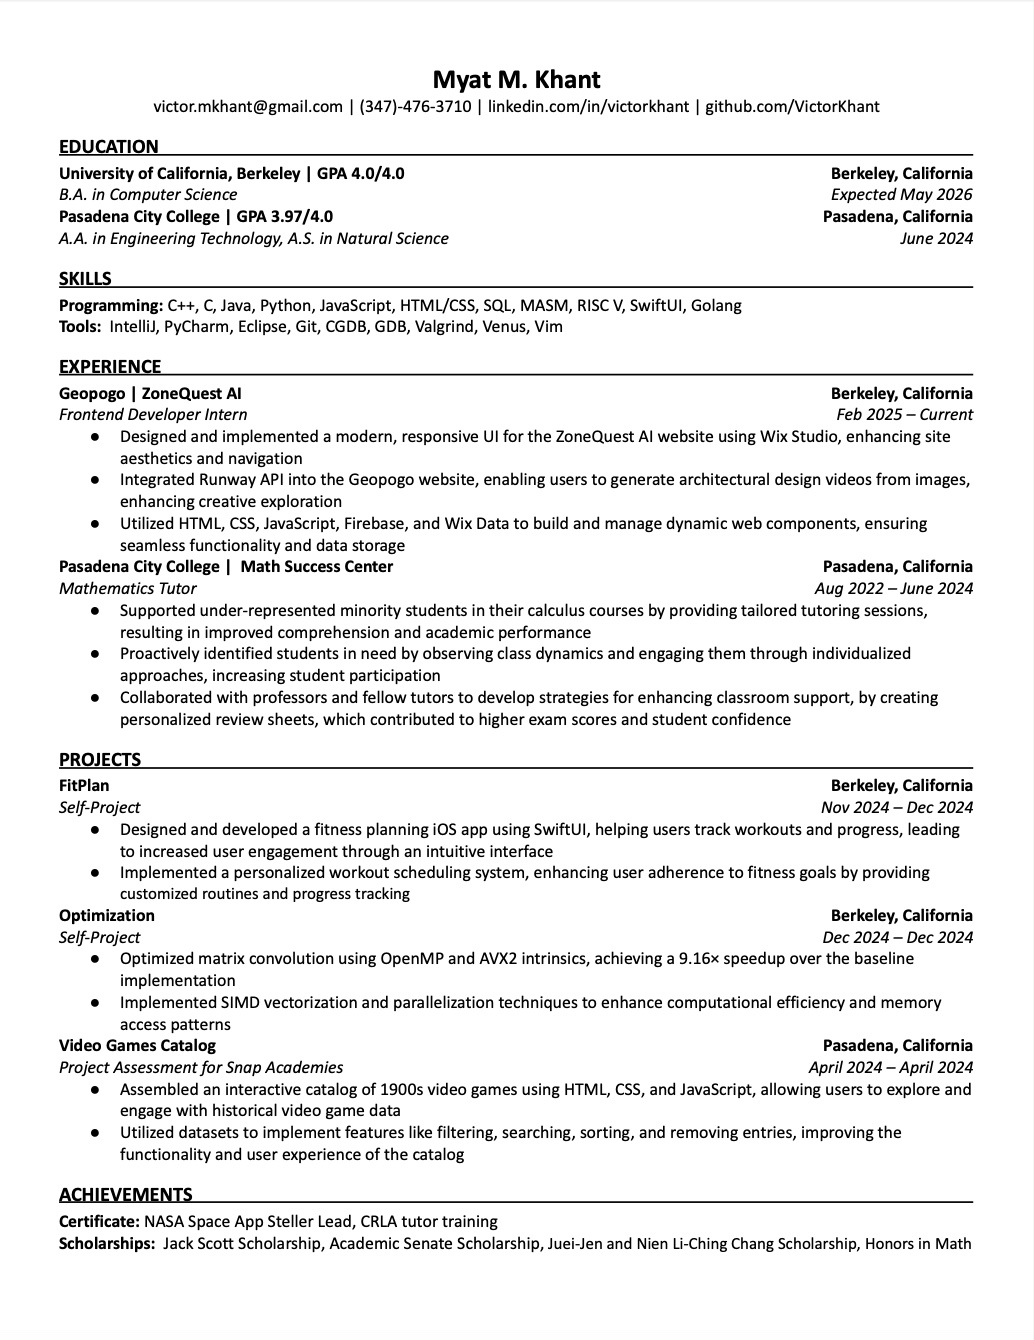 Myat M. Khant
victor.mkhant@gmail.com | (347)-476-3710 | linkedin.com/in/victorkhant | github.com/VictorKhant
EDUCATION
University of California, Berkeley | GPA 4.0/4.0 Berkeley, California
B.A. in Computer Science Expected May 2026
Pasadena City College | GPA 3.97/4.0 Pasadena, California
A.A. in Engineering Technology, A.S. in Natural Science June 2024
SKILLS
Programming: C++, C, Java, Python, JavaScript, HTML/CSS, SQL, MASM, RISC V, SwiftUI, Golang
Tools: IntelliJ, PyCharm, Eclipse, Git, CGDB, GDB, Valgrind, Venus, Vim
EXPERIENCE
Geopogo | ZoneQuest AI Berkeley, California
Frontend Developer Intern Feb 2025 – Current
● Designed and implemented a modern, responsive UI for the ZoneQuest AI website using Wix Studio, enhancing site
aesthetics and navigation
● Integrated Runway API into the Geopogo website, enabling users to generate architectural design videos from images,
enhancing creative exploration
● Utilized HTML, CSS, JavaScript, Firebase, and Wix Data to build and manage dynamic web components, ensuring
seamless functionality and data storage
Pasadena City College | Math Success Center Pasadena, California
Mathematics Tutor Aug 2022 – June 2024
● Supported under-represented minority students in their calculus courses by providing tailored tutoring sessions,
resulting in improved comprehension and academic performance
● Proactively identified students in need by observing class dynamics and engaging them through individualized
approaches, increasing student participation
● Collaborated with professors and fellow tutors to develop strategies for enhancing classroom support, by creating
personalized review sheets, which contributed to higher exam scores and student confidence
PROJECTS
FitPlan Berkeley, California
Self-Project Nov 2024 – Dec 2024
● Designed and developed a fitness planning iOS app using SwiftUI, helping users track workouts and progress, leading
to increased user engagement through an intuitive interface
● Implemented a personalized workout scheduling system, enhancing user adherence to fitness goals by providing
customized routines and progress tracking
Optimization Berkeley, California
Self-Project Dec 2024 – Dec 2024
● Optimized matrix convolution using OpenMP and AVX2 intrinsics, achieving a 9.16× speedup over the baseline
implementation
● Implemented SIMD vectorization and parallelization techniques to enhance computational efficiency and memory
access patterns
Video Games Catalog Pasadena, California
Project Assessment for Snap Academies April 2024 – April 2024
● Assembled an interactive catalog of 1900s video games using HTML, CSS, and JavaScript, allowing users to explore and
engage with historical video game data
● Utilized datasets to implement features like filtering, searching, sorting, and removing entries, improving the
functionality and user experience of the catalog
ACHIEVEMENTS
Certificate: NASA Space App Steller Lead, CRLA tutor training
Scholarships: Jack Scott Scholarship, Academic Senate Scholarship, Juei-Jen and Nien Li-Ching Chang Scholarship, Honors in Math